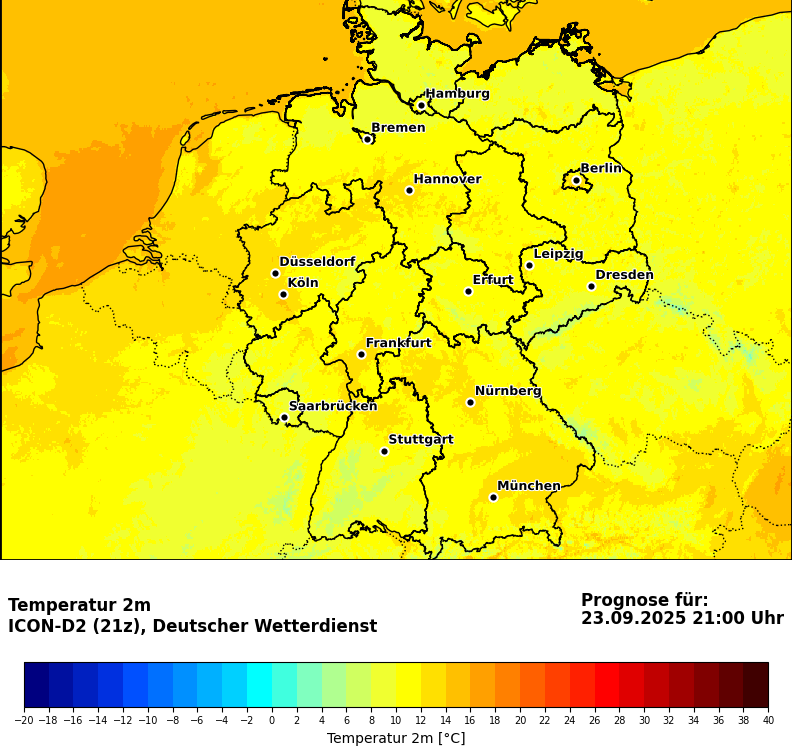 Hamburg
Bremen
Berlin
Hannover
Leipzig
Düsseldorf
Dresden
Köln
Erfurt
Frankfurt
Nürnberg
Saarbrücken
Stuttgart
München
Temperatur 2m
ICON-D2 (21z), Deutscher Wetterdienst
Prognose für:
23.09.2025 21:00 Uhr
−20 −18 −16 −14 −12 −10 −8 −6 −4 −2 0 2 4 6 8 10 12 14 16 18 20 22 24 26 28 30 32 34 36 38 40
Temperatur 2m [°C]